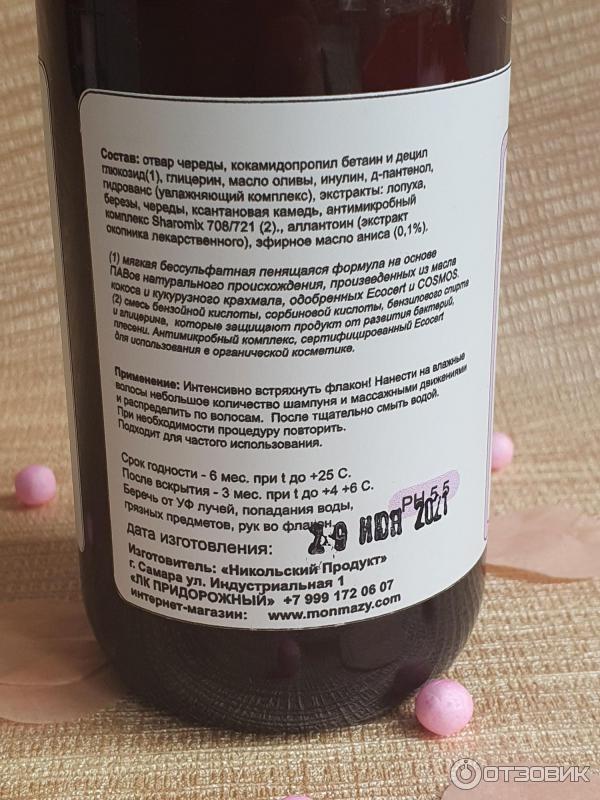 Состав: отвар череды, кокамидопропил бетаин и децил
глюкозид(1), глицерин, масло оливы, инулин, д-пантенол,
гидрованс (увлажняющий комплекс), экстракты: лопуха,
березы, череды, ксантановая камедь, антимикробный
комплекс Sharomix 708/721 (2)., аллантоин (экстракт
окопника лекарственного), эфирное масло аниса (0,1%).
(1) мягкая бессульфатная пенящаяся формула на основе
ПАВов натурального происхождения, произведенных из масла
кокоса и кукурузного крахмала, одобренных Ecocert и COSMOS.
(2) смесь бензойной кислоты, сорбиновой кислоты, бензилового спирта
и глицерина, которые защищают продукт от развития бактерий,
плесени. Антимикробный комплекс, сертифицированный Ecocert
для использования в органической косметике.
Применение: Интенсивно встряхнуть флакон! Нанести на влажные
волосы небольшое количество шампуня и массажными движениями
и распределить по волосам. После тщательно смыть водой.
При необходимости процедуру повторить.
Подходит для частого использования.
Срок годности - 6 мес. при t до +25 С.
После вскрытия - 3 мес. при t до +4 +6 С.
Беречь от УФ лучей, попадания воды,
грязных предметов, рук во флакон.
PH 5,5
дата изготовления: 29 НОЯ 2021
Изготовитель: «Никольский Продукт»
г. Самара ул. Индустриальная 1
«ЛК ПРИДОРОЖНЫЙ» +7 999 172 06 07
интернет-магазин: www.monmazy.com
ОТЗОВИК